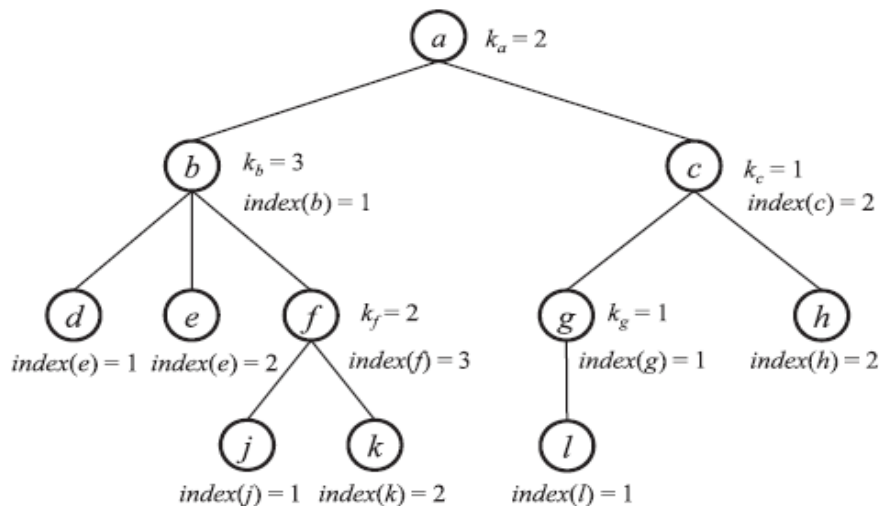 a k_a = 2
b k_b = 3 c k_c = 1
index(b) = 1 index(c) = 2
d e f k_f = 2 g k_g = 1 h
index(e) = 1 index(e) = 2 index(f) = 3 index(g) = 1 index(h) = 2
j k l
index(j) = 1 index(k) = 2 index(l) = 1